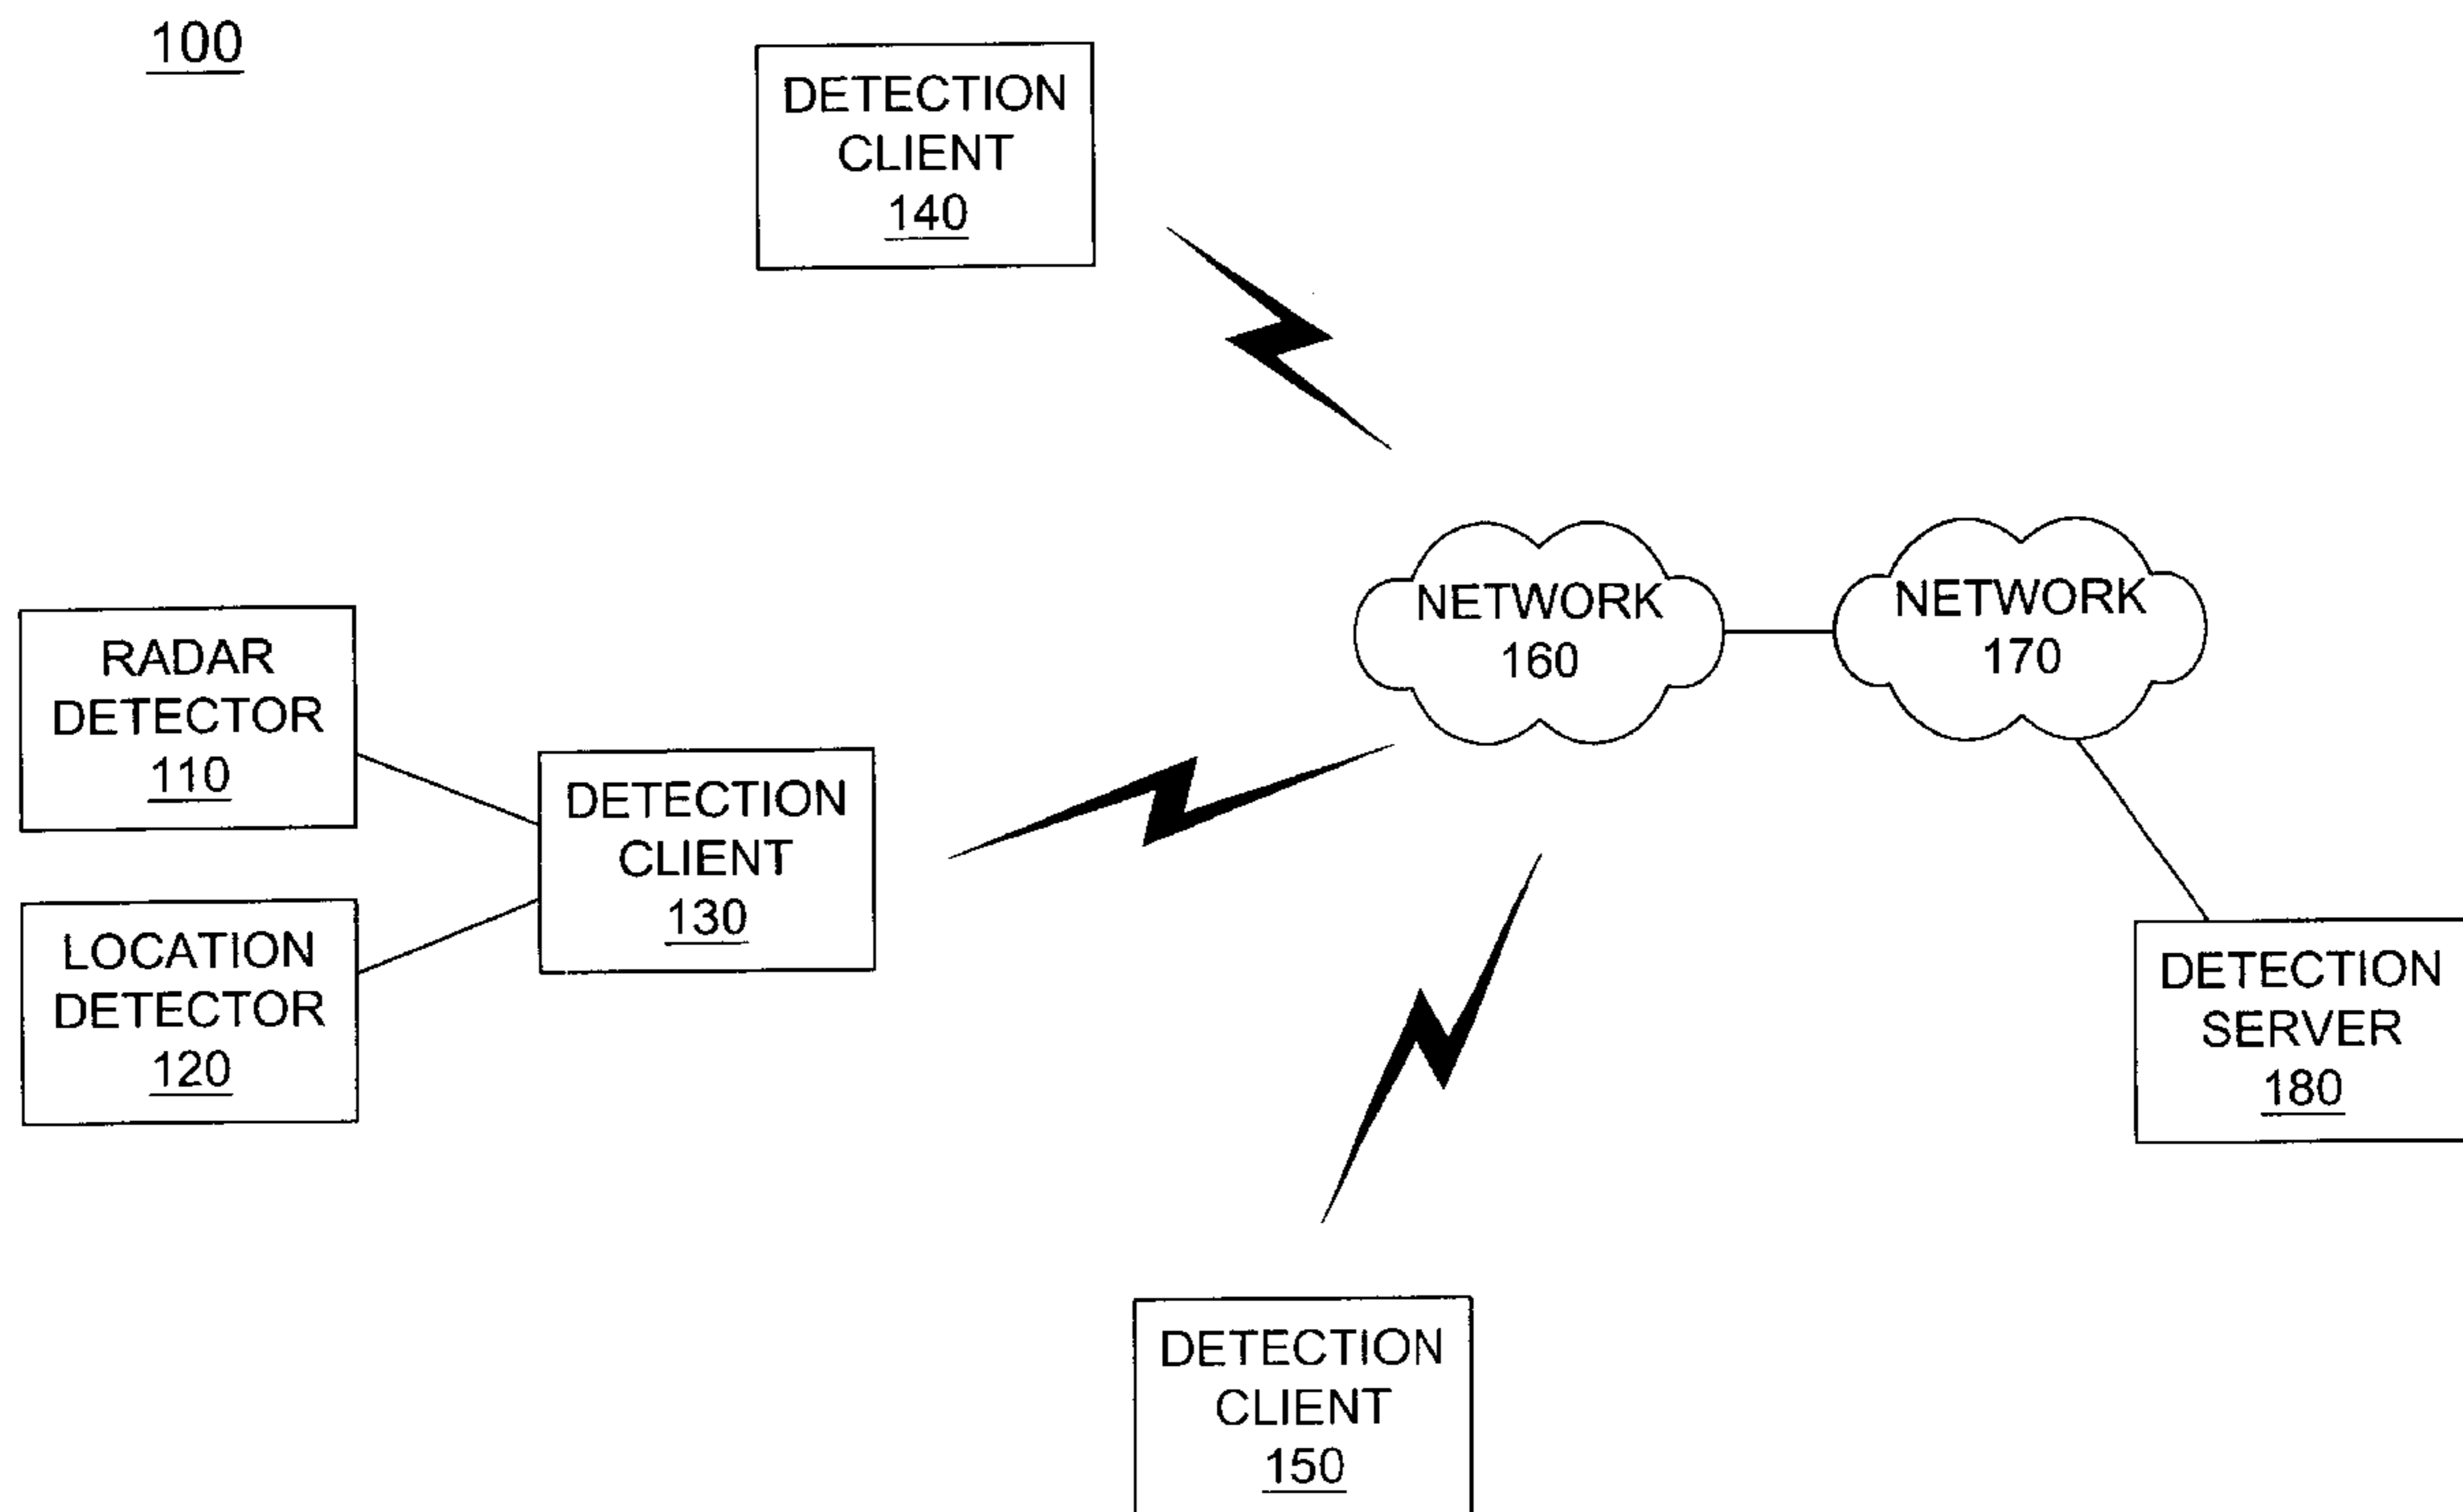 100
DETECTION
CLIENT
140
NETWORK
160
NETWORK
170
RADAR
DETECTOR
110
DETECTION
CLIENT
130
LOCATION
DETECTOR
120
DETECTION
SERVER
180
DETECTION
CLIENT
150